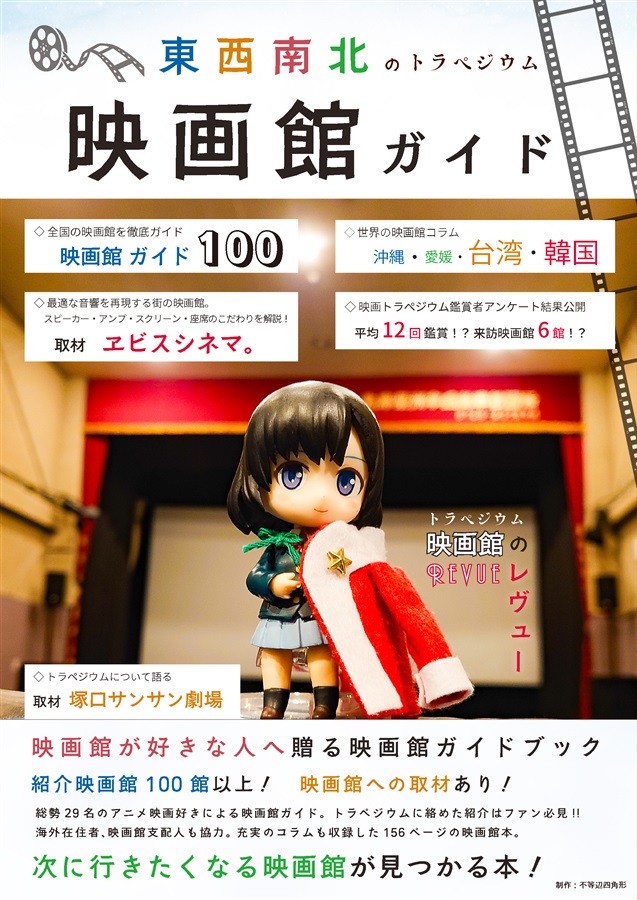 東西南北のトラペジウム
映画館ガイド
◇全国の映画館を徹底ガイド
映画館 ガイド 100
◇世界の映画館コラム
沖縄・愛媛・台湾・韓国
◇最適な音響を再現する街の映画館。
スピーカー・アンプ・スクリーン・座席のこだわりを解説！
取材 ヱビスシネマ。
◇映画トラペジウム鑑賞者アンケート結果公開
平均12回鑑賞！？来訪映画館6館！？
トラペジウム
映画館の
REVUE
レヴュー
◇トラペジウムについて語る
取材 塚口サンサン劇場
映画館が好きな人へ贈る映画館ガイドブック
紹介映画館100館以上！ 映画館への取材あり！
総勢29名のアニメ映画好きによる映画館ガイド。トラペジウムに絡めた紹介はファン必見!!
海外在住者、映画館支配人も協力。充実のコラムも収録した156ページの映画館本。
次に行きたくなる映画館が見つかる本！
制作：不等辺四角形